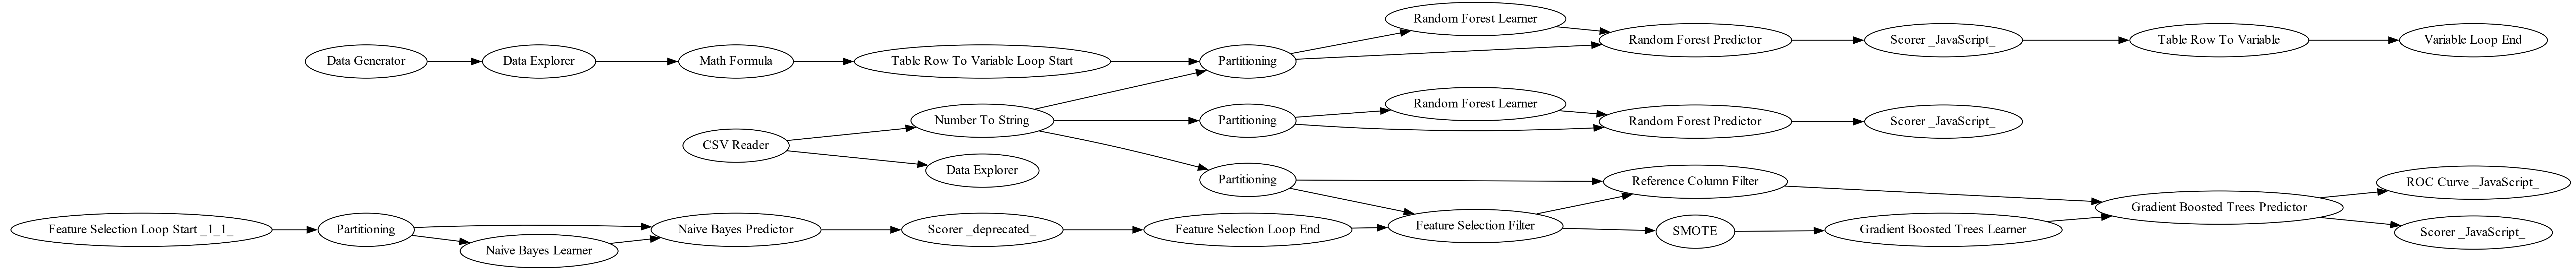 Random Forest Learner
Data Generator
Data Explorer
Math Formula
Table Row To Variable Loop Start
Partitioning
Random Forest Predictor
Scorer _JavaScript_
Table Row To Variable
Variable Loop End
Random Forest Learner
CSV Reader
Number To String
Partitioning
Random Forest Predictor
Scorer _JavaScript_
Data Explorer
Partitioning
Reference Column Filter
ROC Curve _JavaScript_
Feature Selection Loop Start _1_1_
Partitioning
Naive Bayes Predictor
Scorer _deprecated_
Feature Selection Loop End
Feature Selection Filter
SMOTE
Gradient Boosted Trees Learner
Gradient Boosted Trees Predictor
Scorer _JavaScript_
Naive Bayes Learner